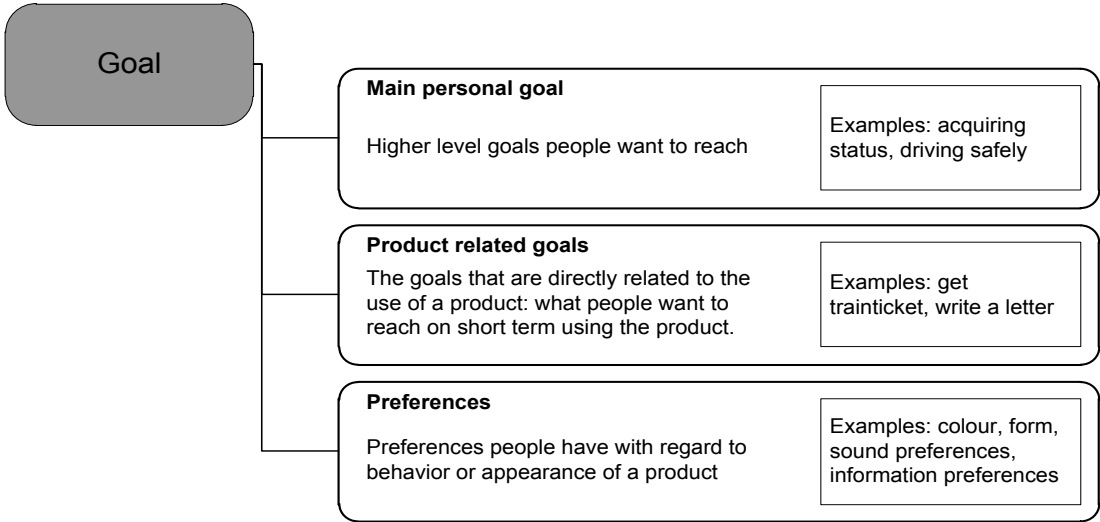 Goal
Main personal goal
Higher level goals people want to reach
Examples: acquiring
status, driving safely
Product related goals
The goals that are directly related to the
use of a product: what people want to
reach on short term using the product.
Examples: get
trainticket, write a letter
Preferences
Preferences people have with regard to
behavior or appearance of a product
Examples: colour, form,
sound preferences,
information preferences